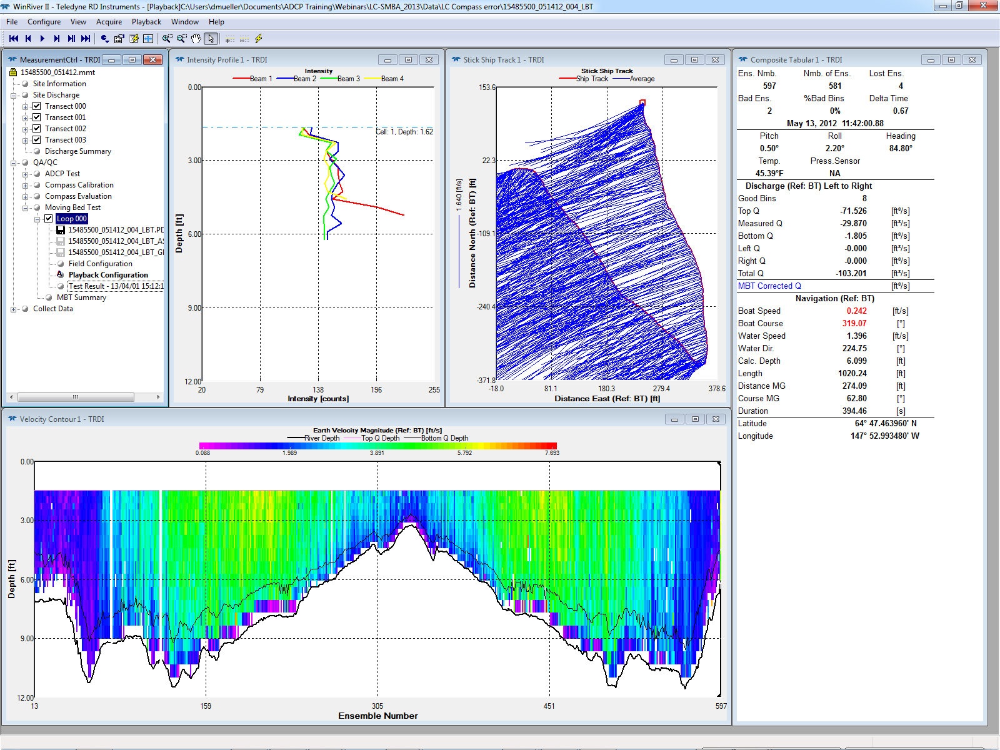 WinRiver II - Teledyne RD Instruments - [Playback]C:\Users\dmueller\Documents\ADCP Training\Webinars\LC-SMBA_2013\Data\LC Compass error\15485500_051412_004_LBT
File Configure View Acquire Playback Window Help
MeasurementCtrl - TRDI
15485500_051412.mmt
Site Information
Site Discharge
Transect 000
Transect 001
Transect 002
Transect 003
Discharge Summary
QA/QC
ADCP Test
Compass Calibration
Compass Evaluation
Moving Bed Test
Loop 000
15485500_051412_004_LBT.PD
15485500_051412_004_LBT_AS
15485500_051412_004_LBT_GI
Field Configuration
Playback Configuration
Test Result - 13/04/01 15:12:1
MBT Summary
Collect Data
Intensity Profile 1 - TRDI
Intensity
Beam 1 Beam 2 Beam 3 Beam 4
Cell: 1, Depth: 1.62
0.00
3.00
6.00
9.00
12.00
Depth [ft]
20 79 138 196 255
Intensity [counts]
Stick Ship Track 1 - TRDI
Stick Ship Track
Ship Track Average
153.6
22.3
-109.1
-240.4
-371.8
1.640 [ft/s]
Distance North (Ref: BT) [ft]
-18.0 81.1 180.3 279.4 378.6
Distance East (Ref: BT) [ft]
Composite Tabular 1 - TRDI
Ens. Nmb. Nmb. of Ens. Lost Ens.
597 581 4
Bad Ens. %Bad Bins Delta Time
2 0% 0.67
May 13, 2012 11:42:00.88
Pitch Roll Heading
0.50° 2.20° 84.80°
Temp. Press.Sensor
45.39°F NA
Discharge (Ref: BT) Left to Right
Good Bins 8
Top Q -71.526 [ft³/s]
Measured Q -29.870 [ft³/s]
Bottom Q -1.805 [ft³/s]
Left Q -0.000 [ft³/s]
Right Q -0.000 [ft³/s]
Total Q -103.201 [ft³/s]
MBT Corrected Q [ft³/s]
Navigation (Ref: BT)
Boat Speed 0.242 [ft/s]
Boat Course 319.07 [°]
Water Speed 1.396 [ft/s]
Water Dir. 224.75 [°]
Calc. Depth 6.099 [ft]
Length 1020.24 [ft]
Distance MG 274.09 [ft]
Course MG 62.80 [°]
Duration 394.46 [s]
Latitude 64° 47.463960' N
Longitude 147° 52.993480' W
Velocity Contour 1 - TRDI
Earth Velocity Magnitude (Ref: BT) [ft/s]
River Depth Top Q Depth Bottom Q Depth
0.088 1.989 3.891 5.792 7.693
0.00
3.00
6.00
9.00
12.00
Depth [ft]
13 159 305 451 597
Ensemble Number